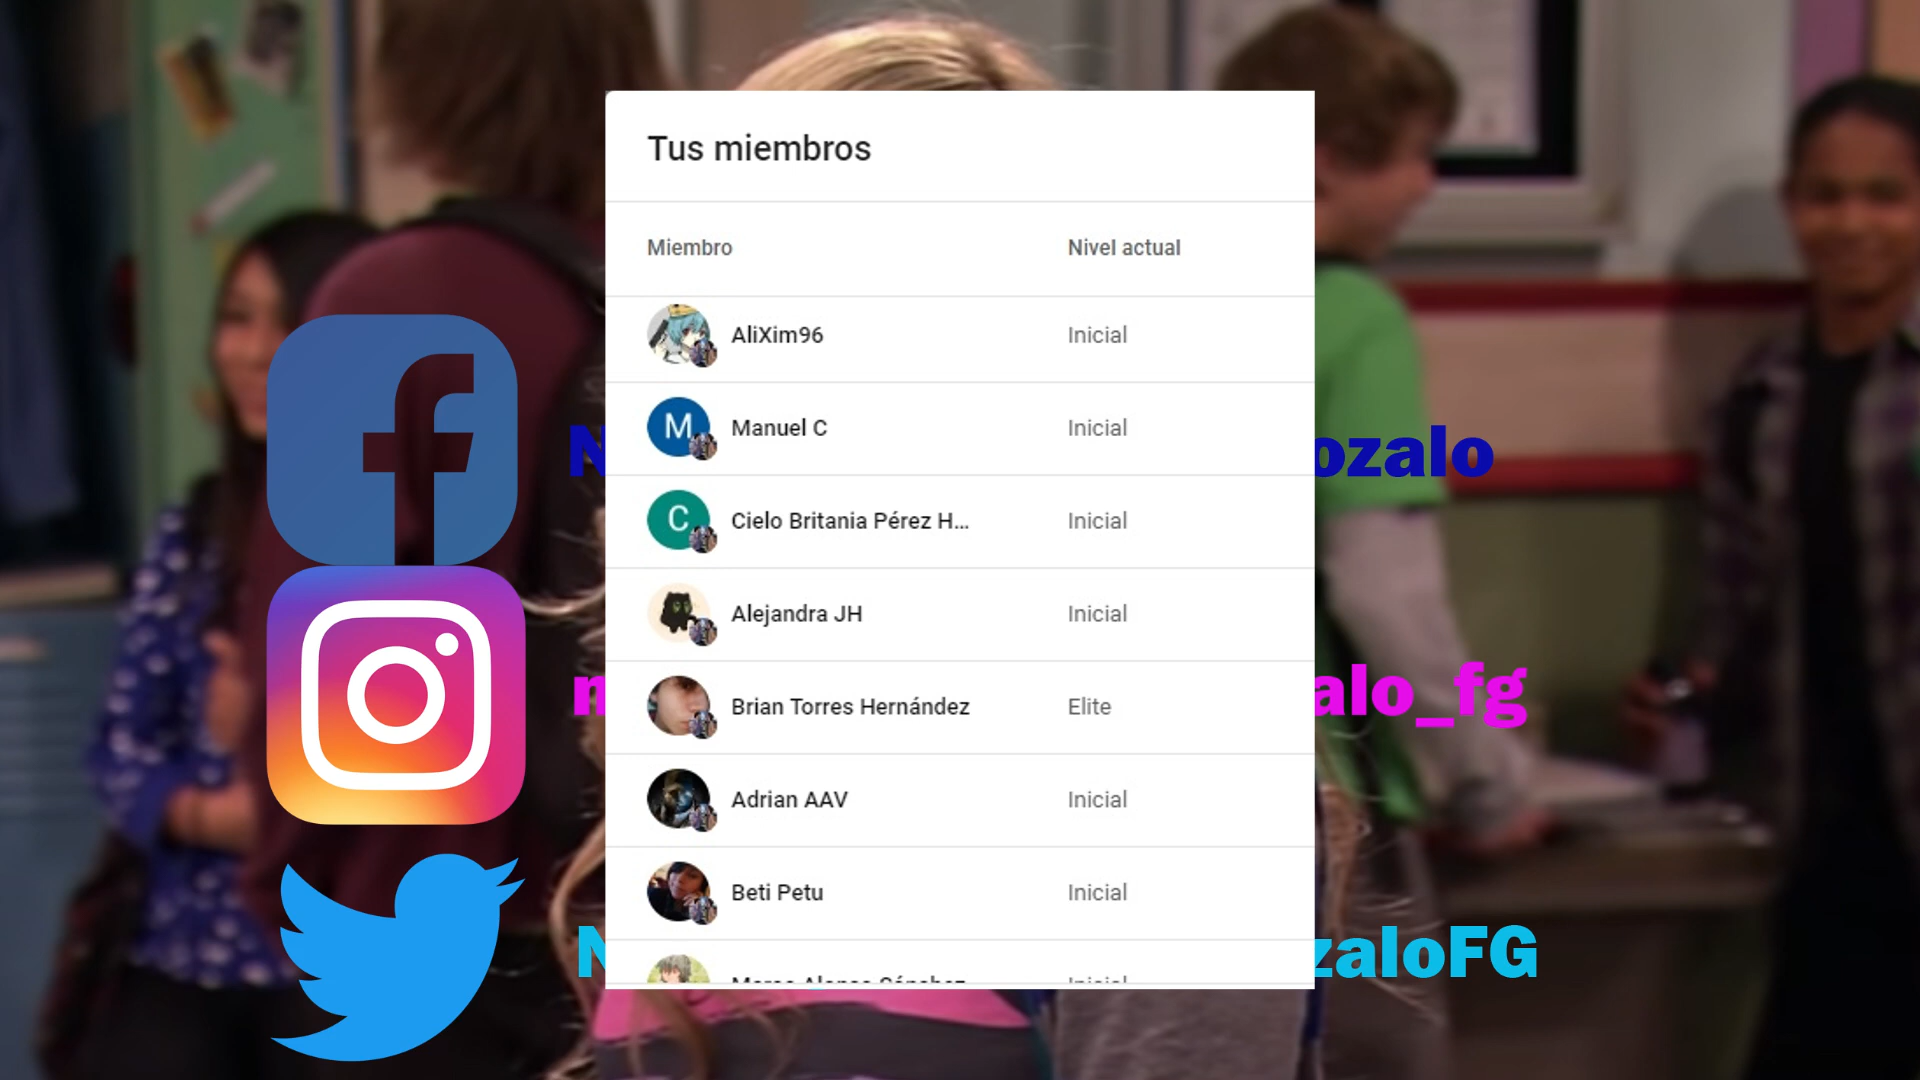 Tus miembros
Miembro Nivel actual
AliXim96 Inicial
M Manuel C Inicial
C Cielo Britania Pérez H... Inicial
Alejandra JH Inicial
Brian Torres Hernández Elite
Adrian AAV Inicial
Beti Petu Inicial
ozalo
alo_fg
zaloFG